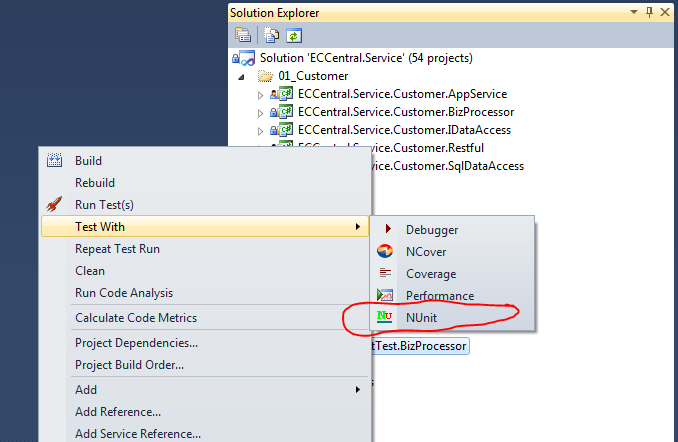 Solution Explorer
Solution 'ECCentral.Service' (54 projects)
01_Customer
ECCentral.Service.Customer.AppService
ECCentral.Service.Customer.BizProcessor
ECCentral.Service.Customer.IDataAccess
ECCentral.Service.Customer.Restful
.Service.Customer.SqlDataAccess
Build
Rebuild
Run Test(s)
Test With
Repeat Test Run
Clean
Run Code Analysis
Calculate Code Metrics
Project Dependencies...
Project Build Order...
Add
Add Reference...
Add Service Reference...
Debugger
NCover
Coverage
Performance
NUnit
tTest.BizProcessor